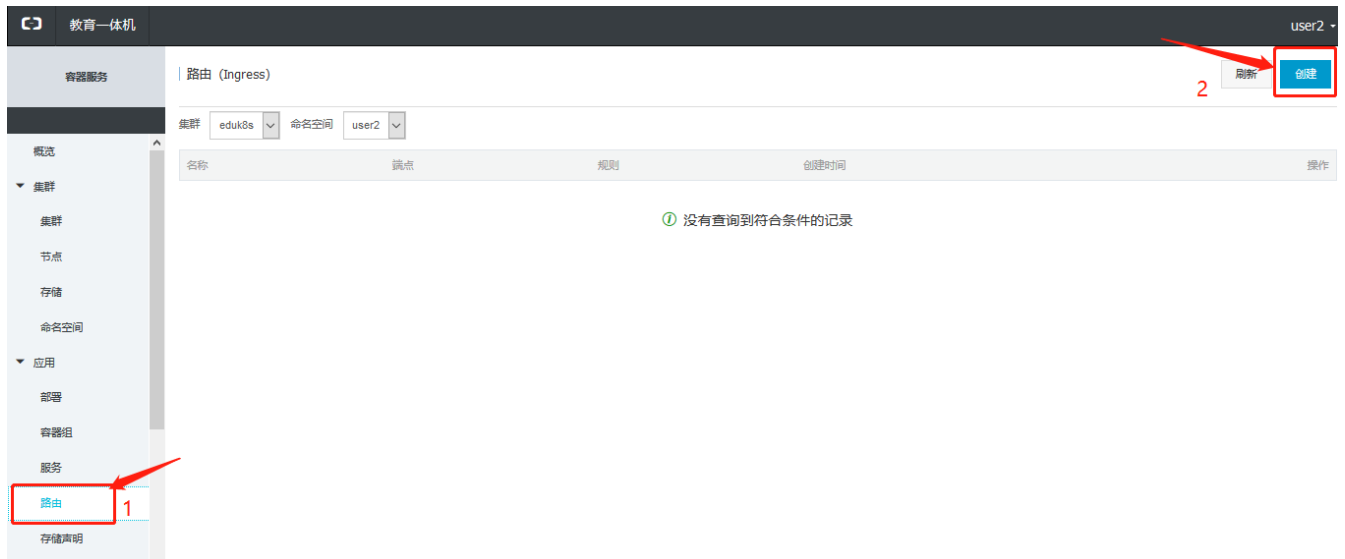 教育一体机
user2
容器服务
路由 (Ingress)
2
刷新
创建
集群 eduk8s 命名空间 user2
名称 端点 规则 创建时间 操作
没有查询到符合条件的记录
概览
集群
集群
节点
存储
命名空间
应用
部署
容器组
服务
路由
1
存储声明